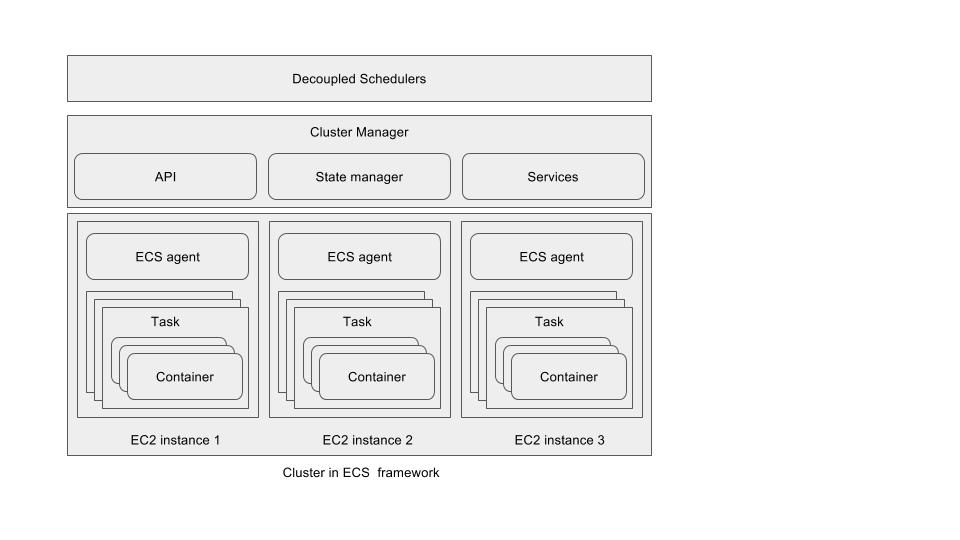 Decoupled Schedulers
Cluster Manager
API
State manager
Services
ECS agent
ECS agent
ECS agent
Task
Task
Task
Container
Container
Container
EC2 instance 1
EC2 instance 2
EC2 instance 3
Cluster in ECS  framework